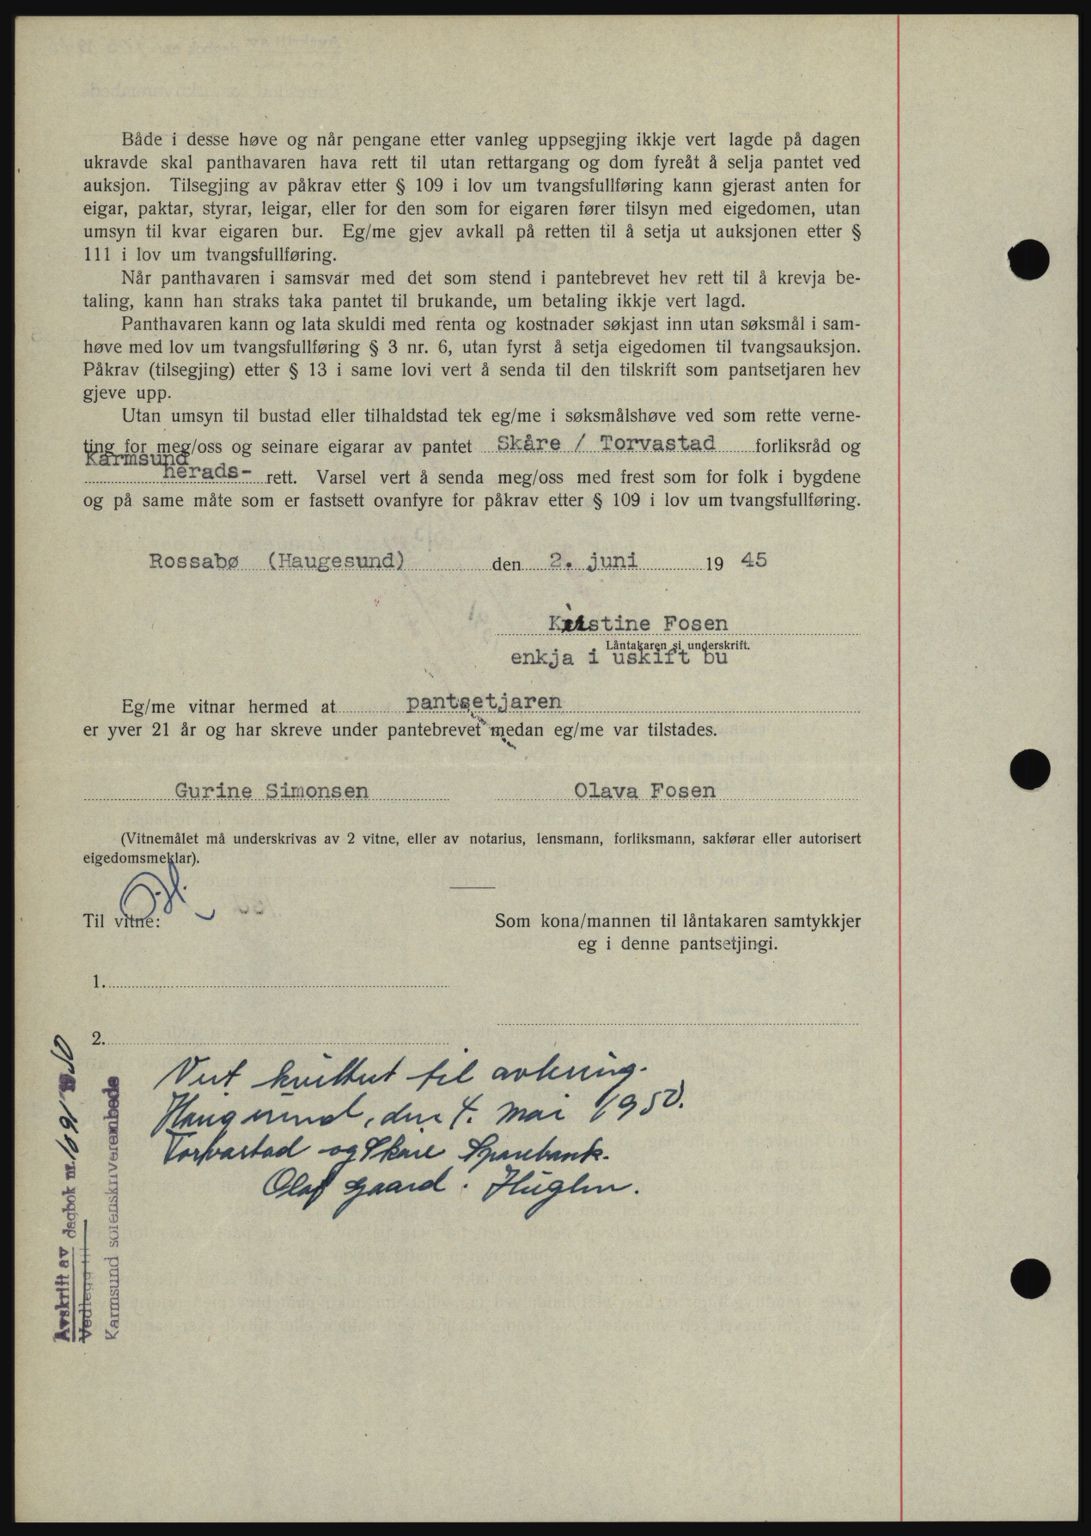 Både i desse høve og når pengane etter vanleg uppsegjing ikkje vert lagde på dagen
ukravde skal panthavaren hava rett til utan rettargang og dom fyreåt å selja pantet ved
auksjon. Tilsegjing av påkrav etter § 109 i lov um tvangsfullføring kann gjerast anten for
eigar, paktar, styrar, leigar, eller for den som for eigaren fører tilsyn med eigedomen, utan
umsyn til kvar eigaren bur. Eg/me gjev avkall på retten til å setja ut auksjonen etter §
111 i lov um tvangsfullføring.
Når panthavaren i samsvar med det som stend i pantebrevet hev rett til å krevja be-
taling, kann han straks taka pantet til brukande, um betaling ikkje vert lagd.
Panthavaren kann og lata skuldi med renta og kostnader søkjast inn utan søksmål i sam-
høve med lov um tvangsfullføring § 3 nr. 6, utan fyrst å setja eigedomen til tvangsauksjon.
Påkrav (tilsegjing) etter § 13 i same lovi vert å senda til den tilskrift som pantsetjaren hev
gjeve upp.
Utan umsyn til bustad eller tilhaldstad tek eg/me i søksmålshøve ved som rette verne-
ting for meg/oss og seinare eigarar av pantet Skåre / Torvastad forliksråd og
Karmsund
herads- rett. Varsel vert å senda meg/oss med frest som for folk i bygdene
og på same måte som er fastsett ovanfyre for påkrav etter § 109 i lov um tvangsfullføring.
Rossabø (Haugesund) den 2. juni 19 45
Kristine Fosen
Låntakaren si underskrift.
enkja i uskift bu
Eg/me vitnar hermed at pantsetjaren
er yver 21 år og har skreve under pantebrevet medan eg/me var tilstades.
Gurine Simonsen Olava Fosen
(Vitnemålet må underskrivas av 2 vitne, eller av notarius, lensmann, forliksmann, sakførar eller autorisert
eigedomsmeklar).
Til vitne: Som kona/mannen til låntakaren samtykkjer
eg i denne pantsetjingi.
1.
2.
Vert kvittert til avlesing.
Haugesund, den 4. mai 1950.
Torvastad og Skåre Sparebank.
Olaf Gaard.
Avskrift av
Vedlegg til
dagbok nr. 1691 19 50
Karmsund sorenskriverembede